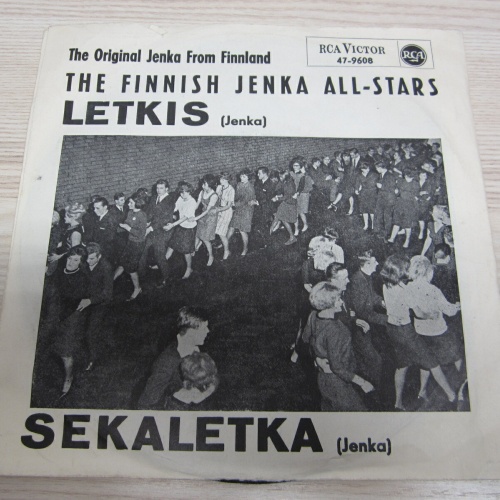 The Original Jenka From Finnland
RCA VICTOR
47-9608
RCA
THE FINNISH JENKA ALL-STARS
LETKIS (Jenka)
SEKALETKA (Jenka)